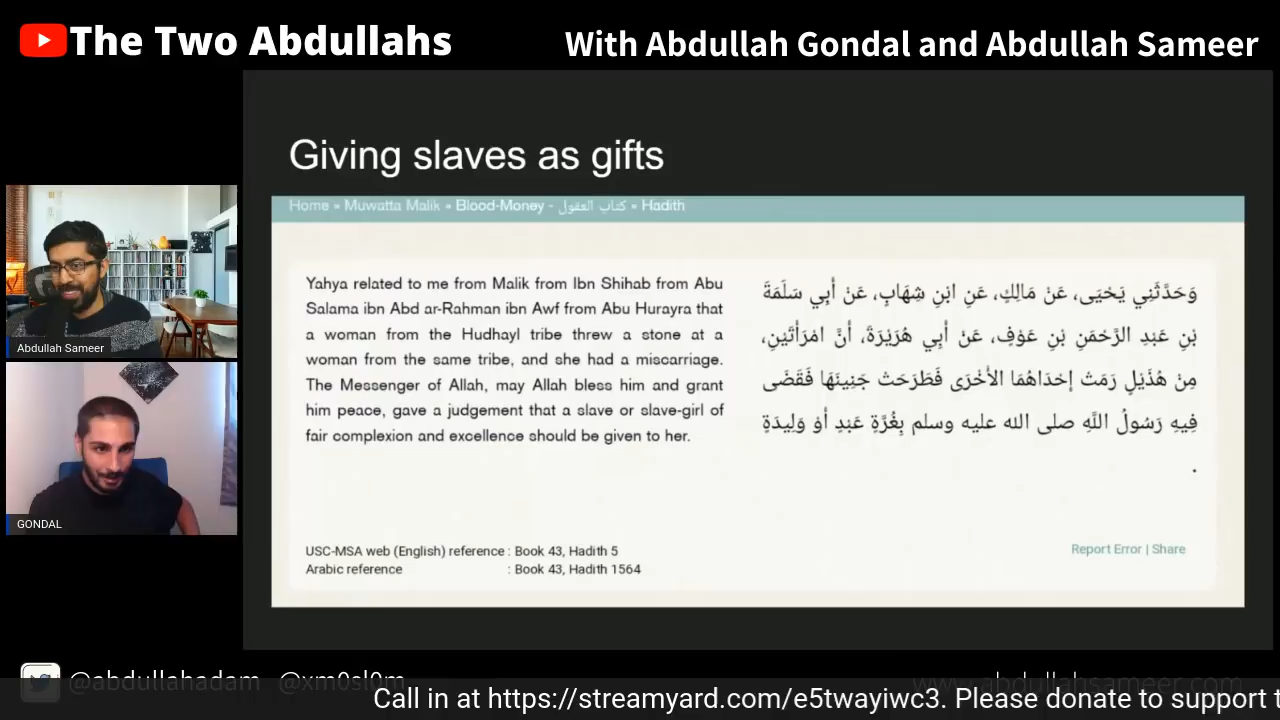 The Two Abdullahs
With Abdullah Gondal and Abdullah Sameer
Giving slaves as gifts
Home » Muwatta Malik » Blood-Money - كتاب العقول » Hadith
Yahya related to me from Malik from Ibn Shihab from Abu
Salama ibn Abd ar-Rahman ibn Awf from Abu Hurayra that
a woman from the Hudhayl tribe threw a stone at a
woman from the same tribe, and she had a miscarriage.
The Messenger of Allah, may Allah bless him and grant
him peace, gave a judgement that a slave or slave-girl of
fair complexion and excellence should be given to her.
وَحَدَّثَنِي يَحْيَى، عَنْ مَالِكٍ، عَنِ ابْنِ شِهَابٍ، عَنْ أَبِي سَلَمَةَ
بْنِ عَبْدِ الرَّحْمَنِ بْنِ عَوْفٍ، عَنْ أَبِي هُرَيْرَةَ، أَنَّ امْرَأَتَيْنِ،
مِنْ هُذَيْلٍ رَمَتْ إِحْدَاهُمَا الأُخْرَى فَطَرَحَتْ جَنِينَهَا فَقَضَى
فِيهِ رَسُولُ اللَّهِ صلى الله عليه وسلم بِغُرَّةٍ عَبْدٍ أَوْ وَلِيدَةٍ
.
USC-MSA web (English) reference : Book 43, Hadith 5
Arabic reference : Book 43, Hadith 1564
Report Error | Share
Abdullah Sameer
GONDAL
@abdullahadam @xm0sl0m
www.abdullahsameer.com
Call in at https://streamyard.com/e5twayiwc3. Please donate to support